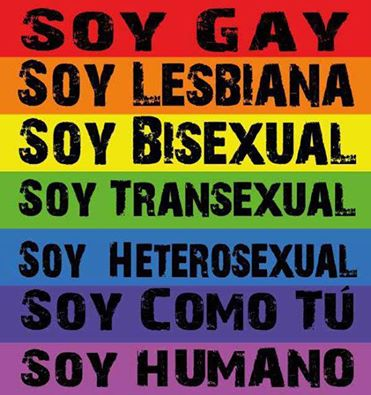 SOY GAY
SOY LESBIANA
SOY BISEXUAL
SOY TRANSEXUAL
SOY HETEROSEXUAL
SOY COMO TÚ
SOY HUMANO